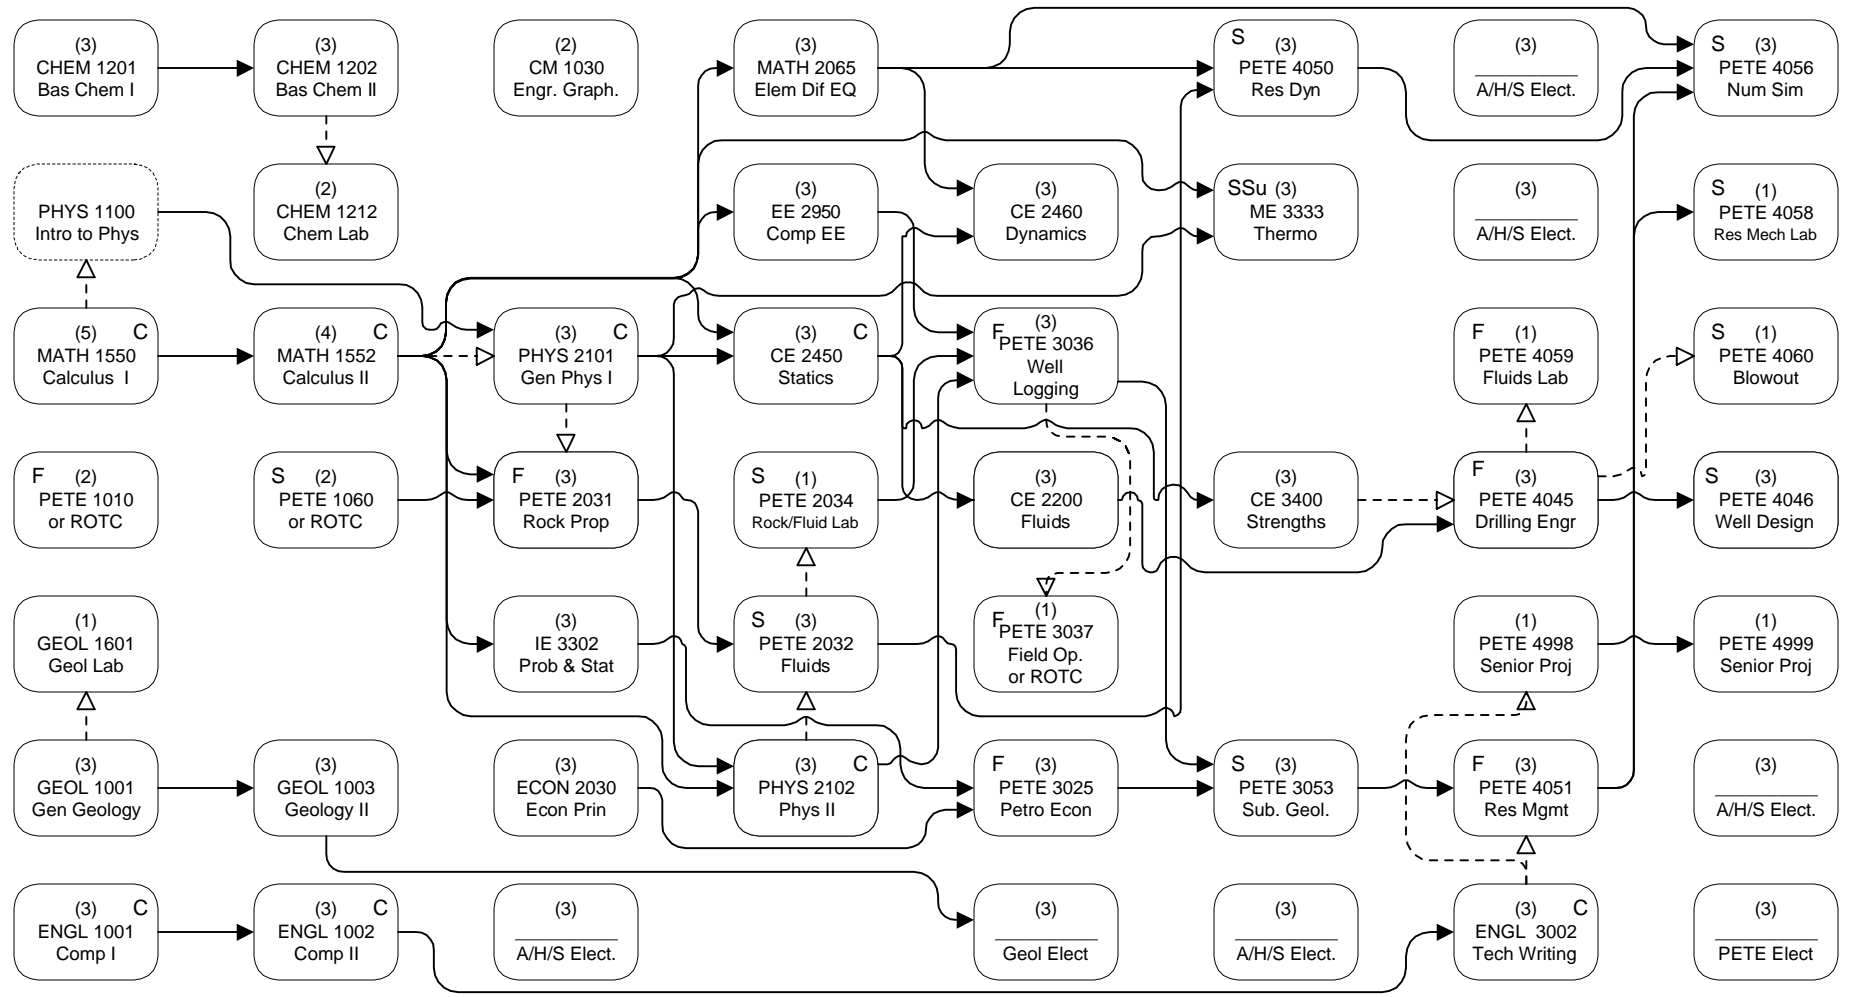 (3)
CHEM 1201
Bas Chem I
(3)
CHEM 1202
Bas Chem II
(2)
CM 1030
Engr. Graph.
(3)
MATH 2065
Elem Dif EQ
S (3)
PETE 4050
Res Dyn
(3)
__________
A/H/S Elect.
S (3)
PETE 4056
Num Sim
PHYS 1100
Intro to Phys
(2)
CHEM 1212
Chem Lab
(3)
EE 2950
Comp EE
(3)
CE 2460
Dynamics
SSu (3)
ME 3333
Thermo
(3)
__________
A/H/S Elect.
S (1)
PETE 4058
Res Mech Lab
(5) C
MATH 1550
Calculus I
(4) C
MATH 1552
Calculus II
(3) C
PHYS 2101
Gen Phys I
(3) C
CE 2450
Statics
F (3)
PETE 3036
Well
Logging
F (1)
PETE 4059
Fluids Lab
S (1)
PETE 4060
Blowout
F (2)
PETE 1010
or ROTC
S (2)
PETE 1060
or ROTC
F (3)
PETE 2031
Rock Prop
S (1)
PETE 2034
Rock/Fluid Lab
(3)
CE 2200
Fluids
(3)
CE 3400
Strengths
F (3)
PETE 4045
Drilling Engr
S (3)
PETE 4046
Well Design
(1)
GEOL 1601
Geol Lab
(3)
IE 3302
Prob & Stat
S (3)
PETE 2032
Fluids
F (1)
PETE 3037
Field Op.
or ROTC
(1)
PETE 4998
Senior Proj
(1)
PETE 4999
Senior Proj
(3)
GEOL 1001
Gen Geology
(3)
GEOL 1003
Geology II
(3)
ECON 2030
Econ Prin
(3) C
PHYS 2102
Phys II
F (3)
PETE 3025
Petro Econ
S (3)
PETE 3053
Sub. Geol.
F (3)
PETE 4051
Res Mgmt
(3)
__________
A/H/S Elect.
(3) C
ENGL 1001
Comp I
(3) C
ENGL 1002
Comp II
(3)
__________
A/H/S Elect.
(3)
__________
Geol Elect
(3)
__________
A/H/S Elect.
(3) C
ENGL 3002
Tech Writing
(3)
__________
PETE Elect